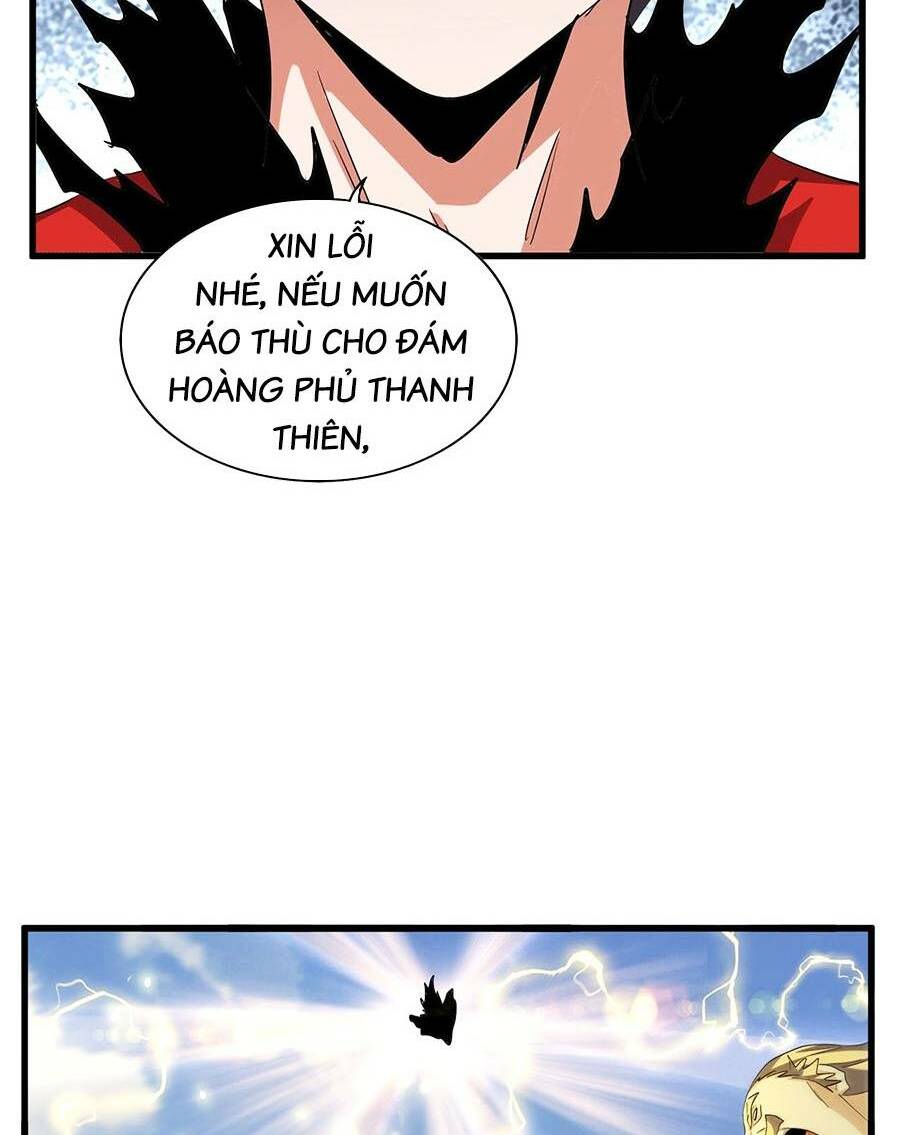 XIN LỖI
NHÉ, NẾU MUỐN
BÁO THÙ CHO ĐÁM
HOÀNG PHỦ THANH
THIÊN,